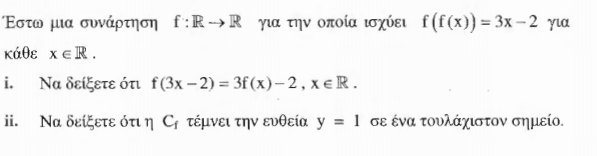 Έστω μια συνάρτηση f : ℝ → ℝ για την οποία ισχύει f(f(x)) = 3x − 2 για
κάθε x ∈ ℝ .
i. Να δείξετε ότι f(3x − 2) = 3f(x) − 2 , x ∈ ℝ .
ii. Να δείξετε ότι η C_f τέμνει την ευθεία y = 1 σε ένα τουλάχιστον σημείο.